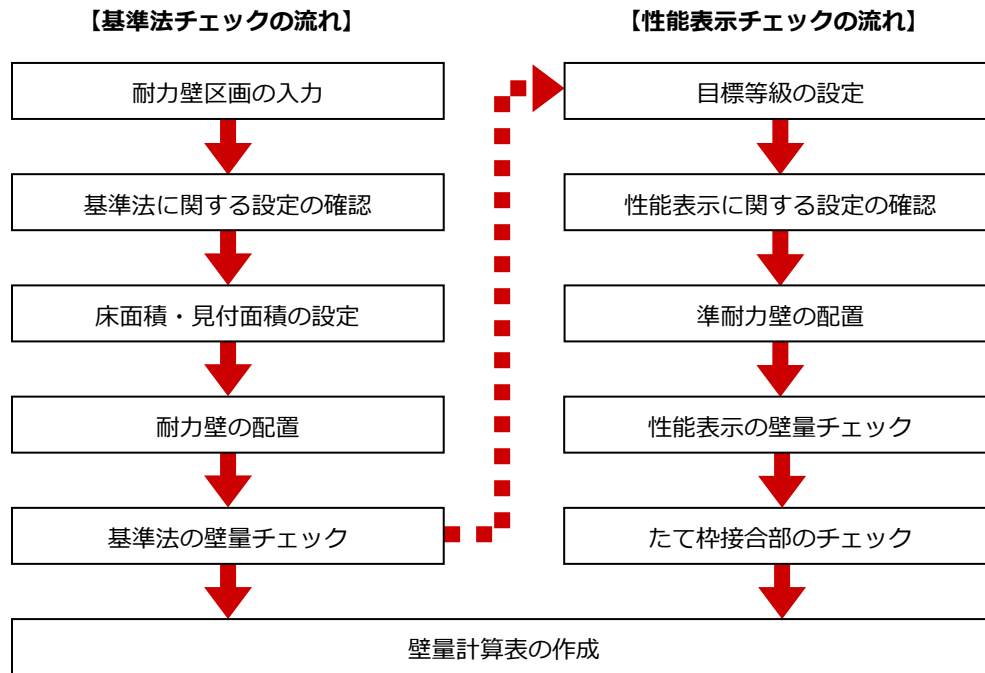 【基準法チェックの流れ】
耐力壁区画の入力
基準法に関する設定の確認
床面積・見付面積の設定
耐力壁の配置
基準法の壁量チェック
【性能表示チェックの流れ】
目標等級の設定
性能表示に関する設定の確認
準耐力壁の配置
性能表示の壁量チェック
たて枠接合部のチェック
壁量計算表の作成